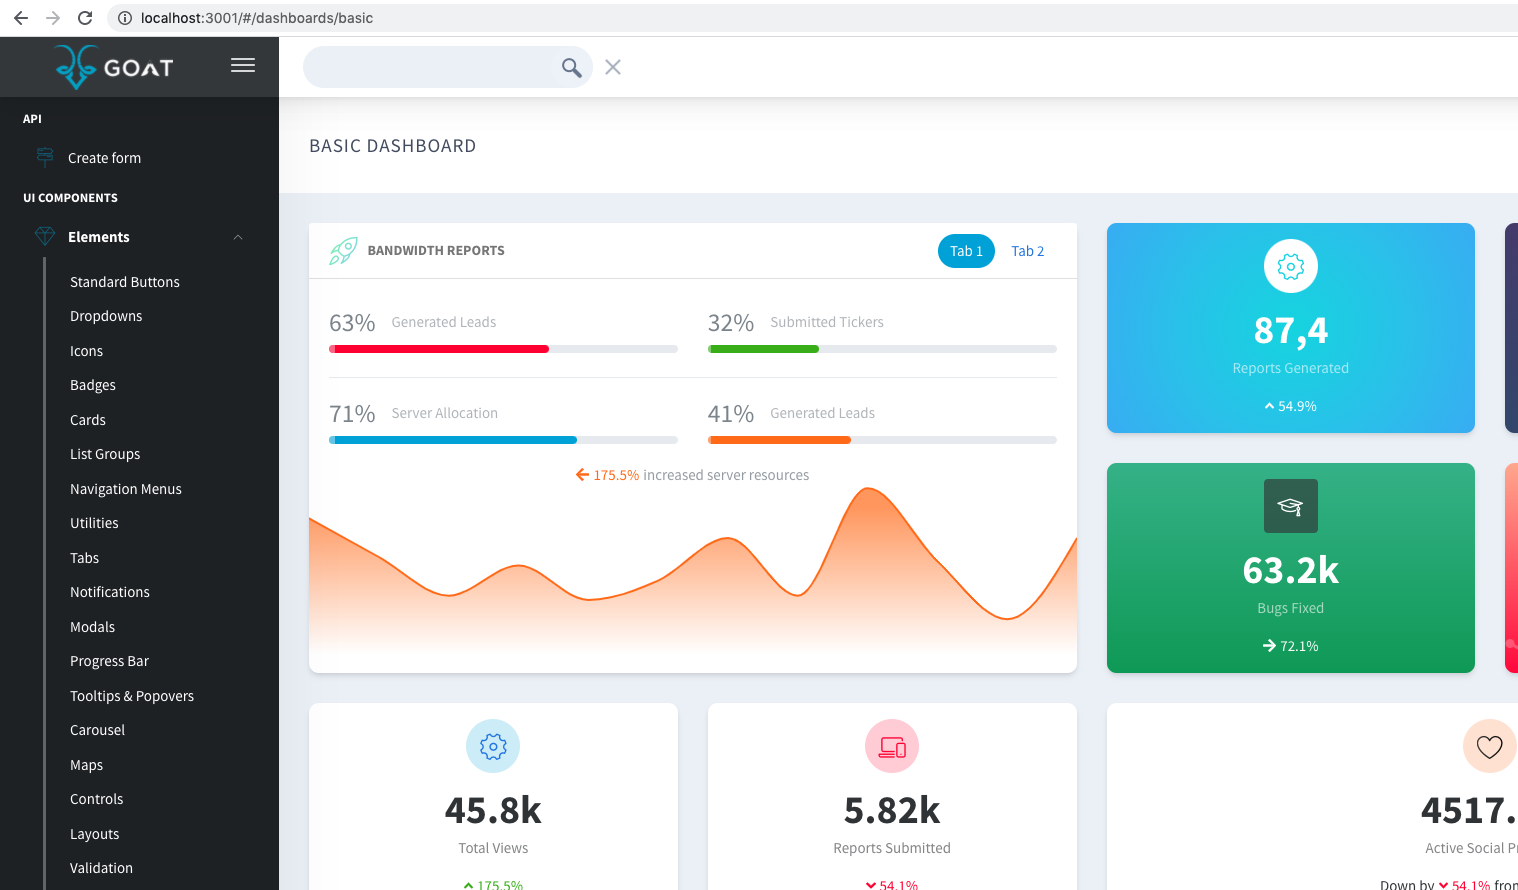 localhost:3001/#/dashboards/basic
GOAT
API
Create form
UI COMPONENTS
Elements
Standard Buttons
Dropdowns
Icons
Badges
Cards
List Groups
Navigation Menus
Utilities
Tabs
Notifications
Modals
Progress Bar
Tooltips & Popovers
Carousel
Maps
Controls
Layouts
Validation
BASIC DASHBOARD
BANDWIDTH REPORTS
Tab 1
Tab 2
63% Generated Leads
32% Submitted Tickers
71% Server Allocation
41% Generated Leads
175.5% increased server resources
87,4
Reports Generated
54.9%
63.2k
Bugs Fixed
72.1%
45.8k
Total Views
175.5%
5.82k
Reports Submitted
54.1%
4517.
Active Social Pr
Down by 54.1% from